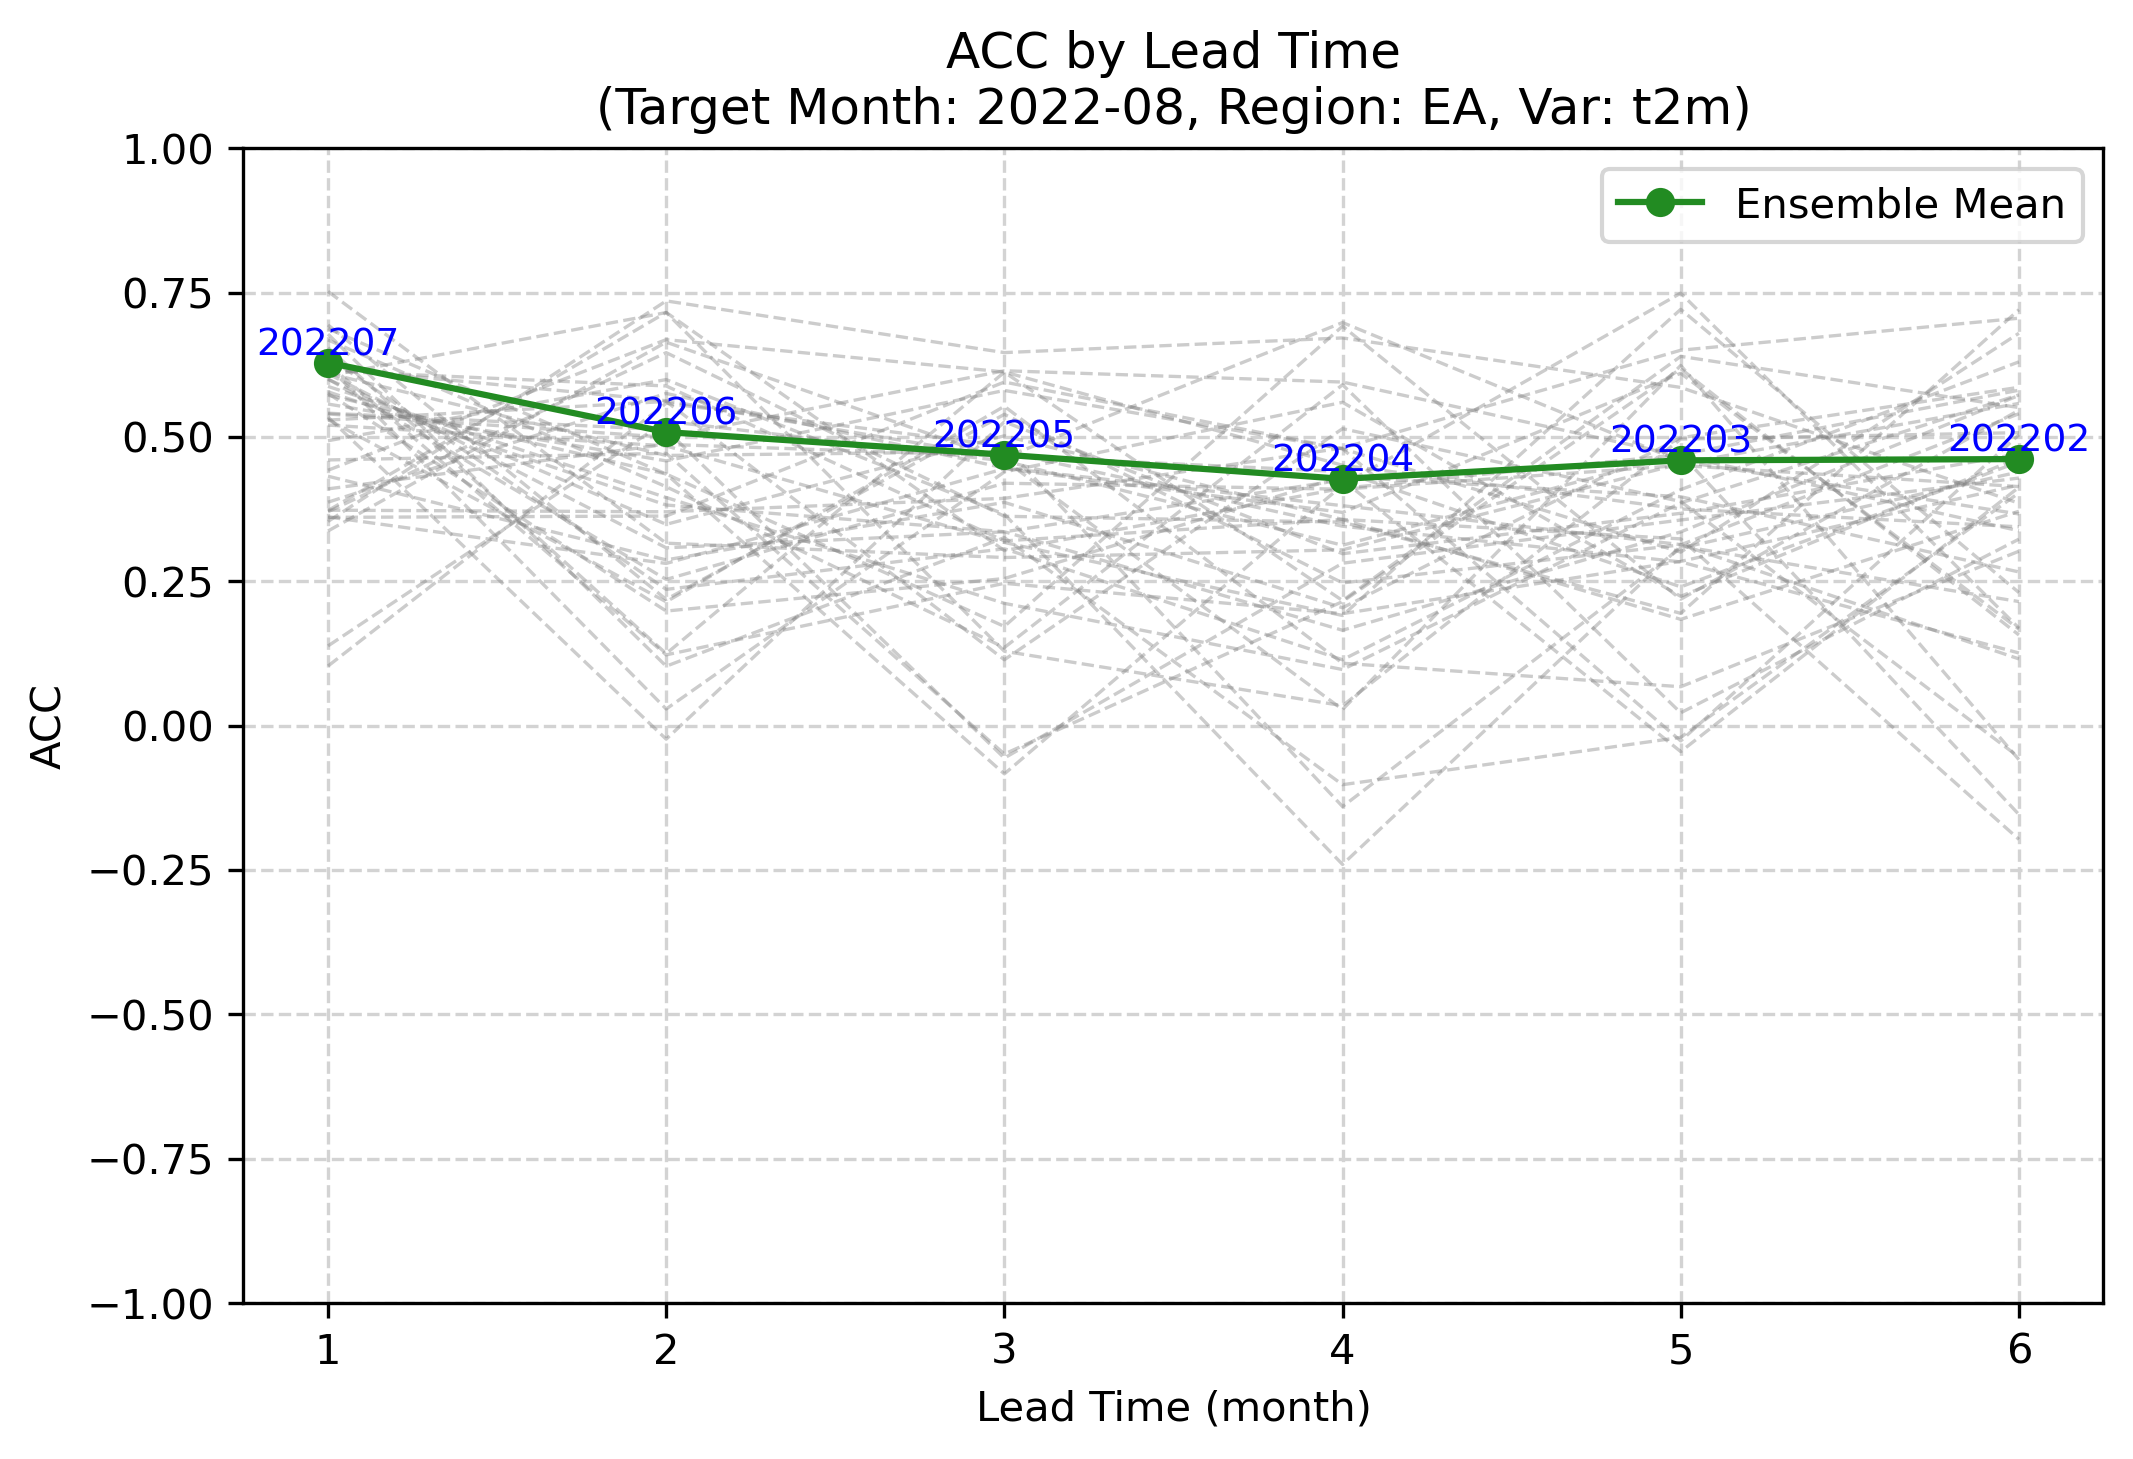 ACC by Lead Time
(Target Month: 2022-08, Region: EA, Var: t2m)
1.00
0.75
0.50
0.25
0.00
−0.25
−0.50
−0.75
−1.00
ACC
Ensemble Mean
202207
202206
202205
202204
202203
202202
1 2 3 4 5 6
Lead Time (month)